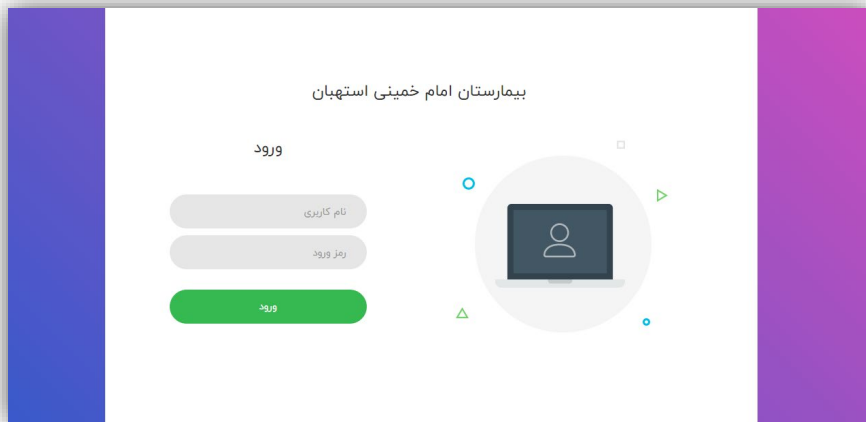 بیمارستان امام خمینی استهبان
ورود
نام کاربری
رمز ورود
ورود